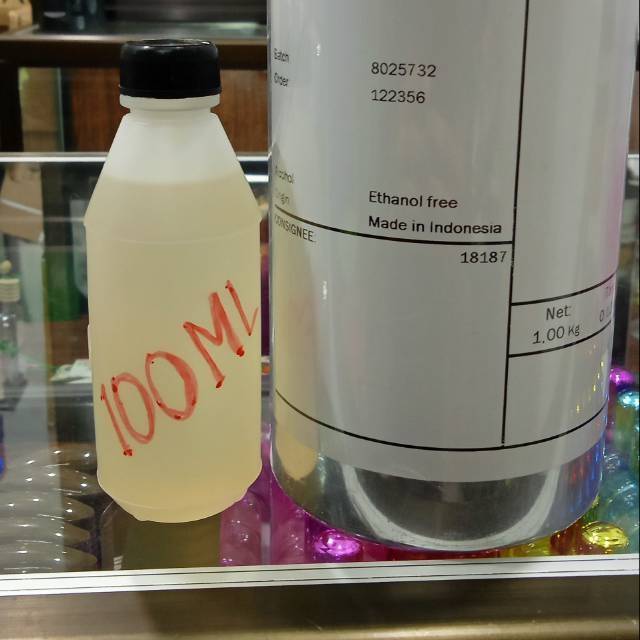 100ML
Batch 8025732
Order 122356
Ethanol free
Made in Indonesia
CONSIGNEE:
18187
Net:
1.00 Kg